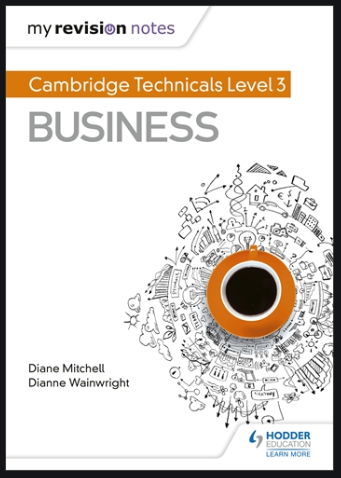 my revision notes
Cambridge Technicals Level 3
BUSINESS
Diane Mitchell
Dianne Wainwright
HODDER
EDUCATION
LEARN MORE